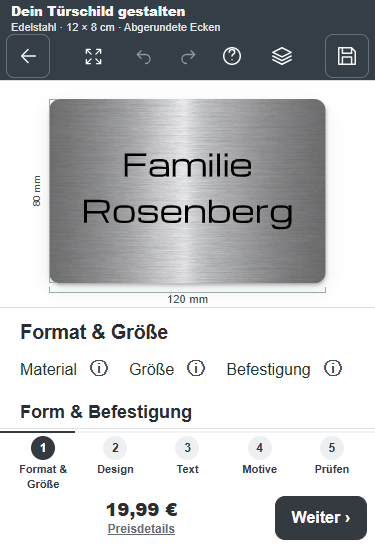 Dein Türschild gestalten
Edelstahl · 12 × 8 cm · Abgerundete Ecken
Familie
Rosenberg
80 mm
120 mm
Format & Größe
Material
Größe
Befestigung
Form & Befestigung
1 2 3 4 5
Format & Größe Design Text Motive Prüfen
19,99 €
Preisdetails
Weiter ›